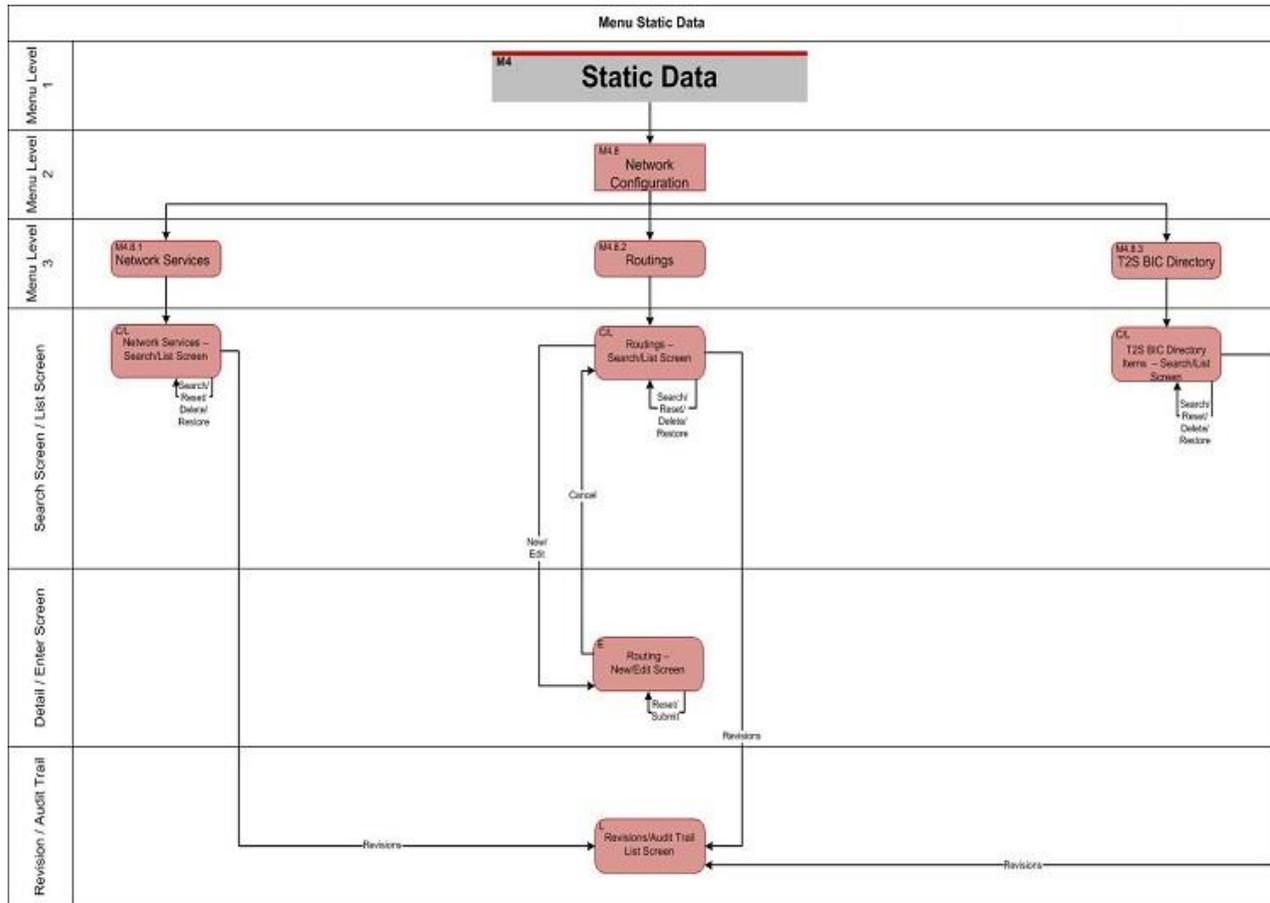 Menu Static Data
Menu Level
1
M4
Static Data
Menu Level
2
M4.8
Network
Configuration
Menu Level
3
M4.8.1
Network Services
M4.8.2
Routings
M4.8.3
T2S BIC Directory
Search Screen / List Screen
C/L
Network Services –
Search/List Screen
Search/
Reset/
Delete/
Restore
C/L
Routings –
Search/List Screen
Search/
Reset/
Delete/
Restore
C/L
T2S BIC Directory
Items – Search/List
Screen
Search/
Reset/
Delete/
Restore
Cancel
New/
Edit
Detail / Enter Screen
E
Routing –
New/Edit Screen
Reset/
Submit
Revisions
Revision / Audit Trail
L
Revisions/Audit Trail
List Screen
Revisions
Revisions